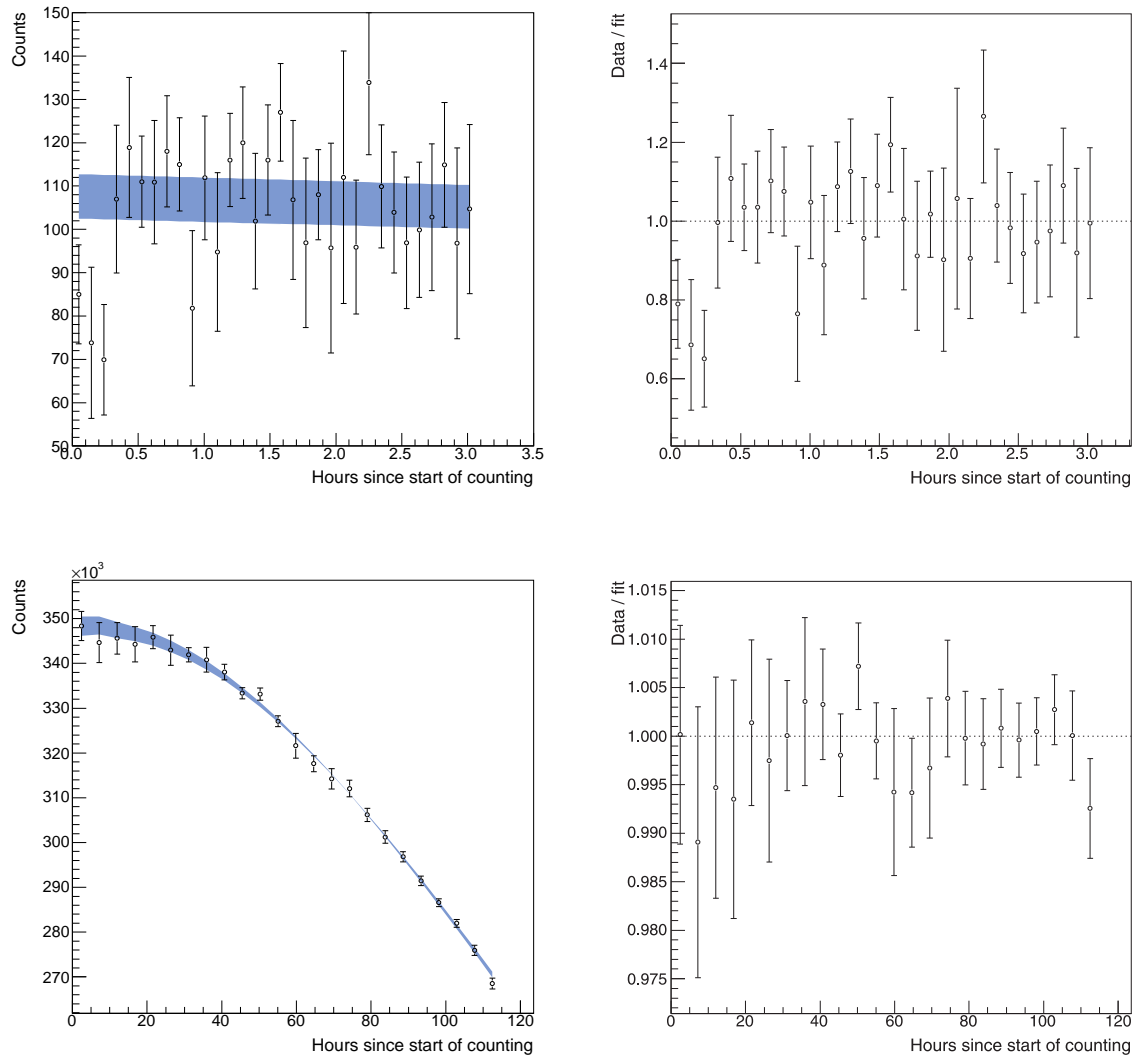 Counts
150
140
130
120
110
100
90
80
70
60
50
0.0 0.5 1.0 1.5 2.0 2.5 3.0 3.5
Hours since start of counting
Data / fit
1.4
1.2
1.0
0.8
0.6
0.0 0.5 1.0 1.5 2.0 2.5 3.0
Hours since start of counting
×10³
Counts
350
340
330
320
310
300
290
280
270
0 20 40 60 80 100 120
Hours since start of counting
Data / fit
1.015
1.010
1.005
1.000
0.995
0.990
0.985
0.980
0.975
0 20 40 60 80 100 120
Hours since start of counting